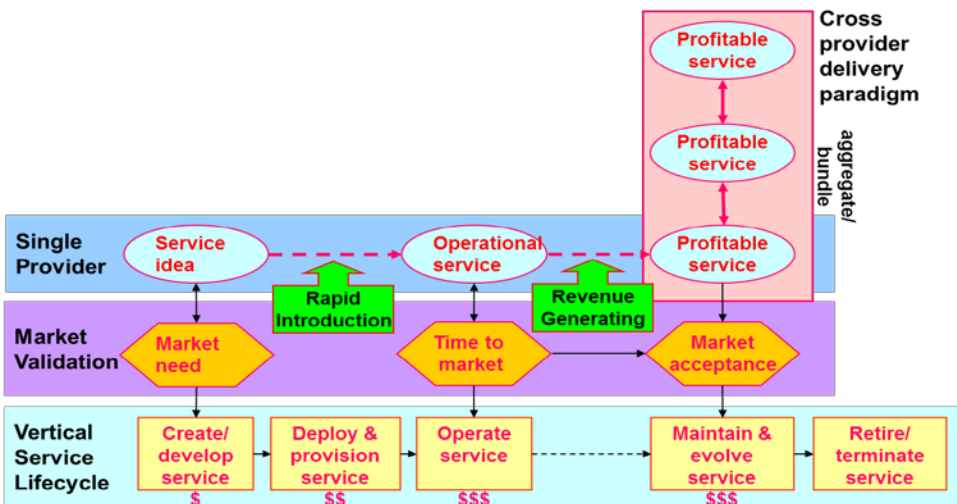 Cross
provider
delivery
paradigm
Profitable
service
Profitable
service
aggregate/
bundle
Single
Provider
Service
idea
Operational
service
Profitable
service
Rapid
Introduction
Revenue
Generating
Market
Validation
Market
need
Time to
market
Market
acceptance
Vertical
Service
Lifecycle
Create/
develop
service
Deploy &
provision
service
Operate
service
Maintain &
evolve
service
Retire/
terminate
service
$
$$
$$$
$$$